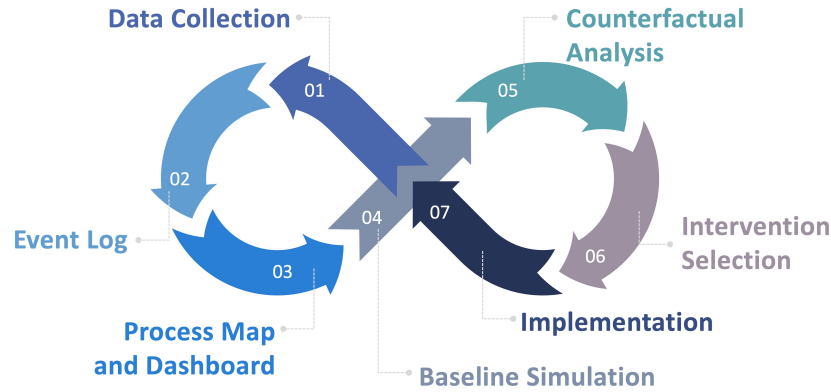 Data Collection
01
02
Event Log
03
Process Map
and Dashboard
04
Baseline Simulation
05
Counterfactual
Analysis
06
Intervention
Selection
07
Implementation